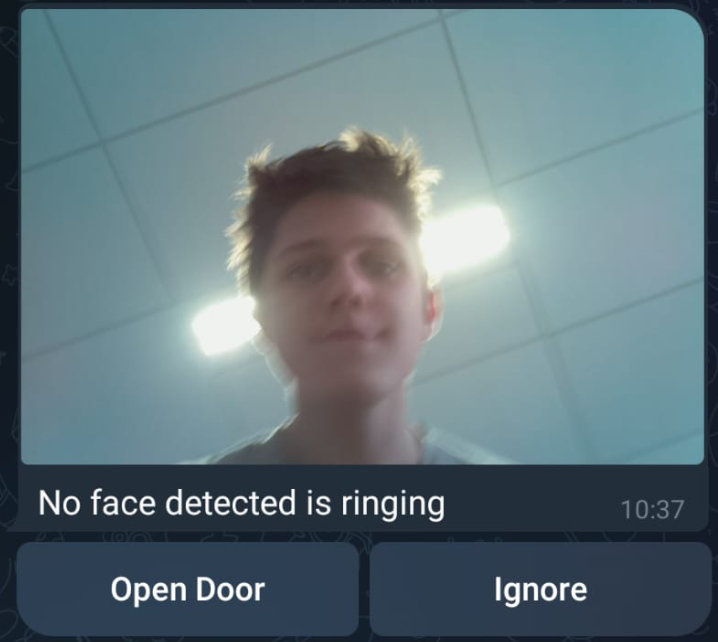 No face detected is ringing
10:37
Open Door
Ignore